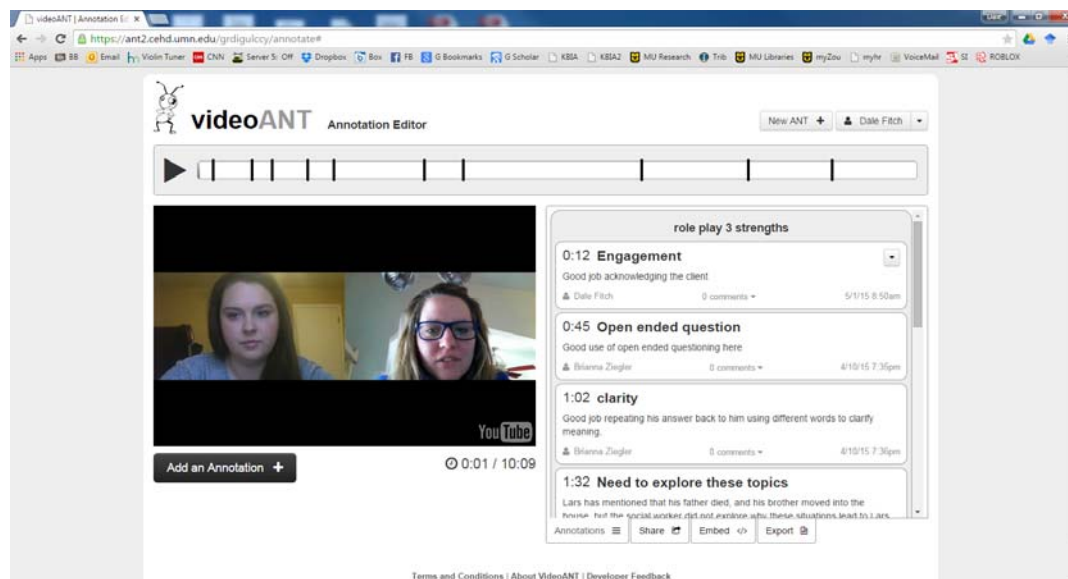 videoANT | Annotation Ed
Dale
https://ant2.cehd.umn.edu/grdigulccy/annotate#
Apps BB Email Violin Tuner CNN Server 5: Off Dropbox Box FB G Bookmarks G Scholar KBIA KBIA2 MU Research Trib MU Libraries myZou myhr VoiceMail SI ROBLOX
videoANT Annotation Editor
New ANT + Dale Fitch
role play 3 strengths
0:12 Engagement
Good job acknowledging the client
Dale Fitch 0 comments 5/1/15 8:50am
0:45 Open ended question
Good use of open ended questioning here
Brianna Ziegler 0 comments 4/10/15 7:35pm
1:02 clarity
Good job repeating his answer back to him using different words to clarify
meaning.
Brianna Ziegler 0 comments 4/10/15 7:36pm
1:32 Need to explore these topics
Lars has mentioned that his father died, and his brother moved into the
house, but the social worker did not explore why these situations lead to Lars
YouTube
Add an Annotation +
0:01 / 10:09
Annotations Share Embed </> Export
Terms and Conditions | About VideoANT | Developer Feedback